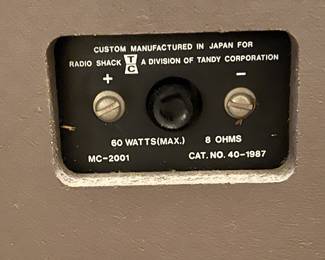 CUSTOM MANUFACTURED IN JAPAN FOR
RADIO SHACK TC A DIVISION OF TANDY CORPORATION
+ −
60 WATTS(MAX.) 8 OHMS
MC-2001 CAT. NO. 40-1987